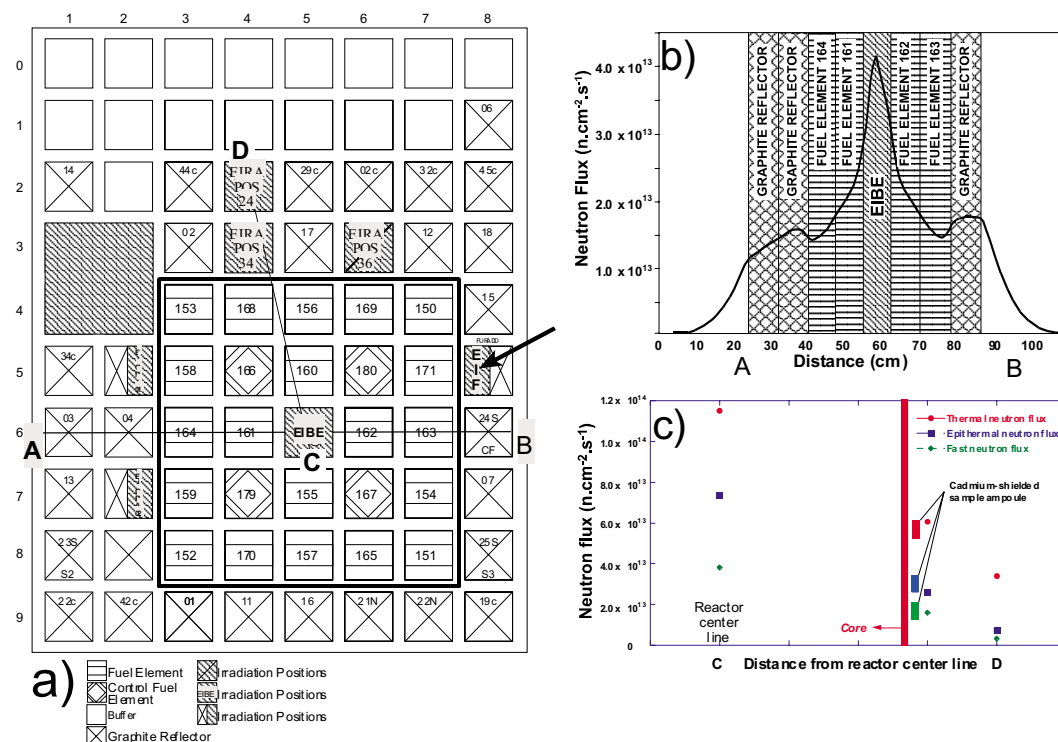 1 2 3 4 5 6 7 8
0
1
06
D
2
14
44c
EIRA
POS
24
29c
02c
32c
45c
3
02
EIRA
POS
34
17
EIRA
POS
36
12
18
4
153 168 156 169 150
15
5
34c
158 166 160 180 171
EIF
6
A
03 04
164 161 EIBE 162 163
24S
CF
B
C
7
13
159 179 155 167 154
07
8
23S
S2
152 170 157 165 151
25S
S3
9
22c 42c 01 11 16 21N 22N 19c
a)
Fuel Element
Control Fuel
Element
Buffer
Graphite Reflector
Irradiation Positions
EIBE Irradiation Positions
Irradiation Positions
b)
Neutron Flux (n.cm-2.s-1)
4.0 x 10^13
3.0 x 10^13
2.0 x 10^13
1.0 x 10^13
0
GRAPHITE REFLECTOR
GRAPHITE REFLECTOR
FUEL ELEMENT 164
FUEL ELEMENT 161
EIBE
FUEL ELEMENT 162
FUEL ELEMENT 163
GRAPHITE REFLECTOR
0 10 20 30 40 50 60 70 80 90 100
Distance (cm)
A B
c)
Neutron flux (n.cm-2.s-1)
1.2 x 10^14
1.0 x 10^14
8.0 x 10^13
6.0 x 10^13
4.0 x 10^13
2.0 x 10^13
0
Thermal neutron flux
Epithermal neutron flux
Fast neutron flux
Cadmium-shielded
sample ampoule
Reactor
center
line
Core
C Distance from reactor center line D